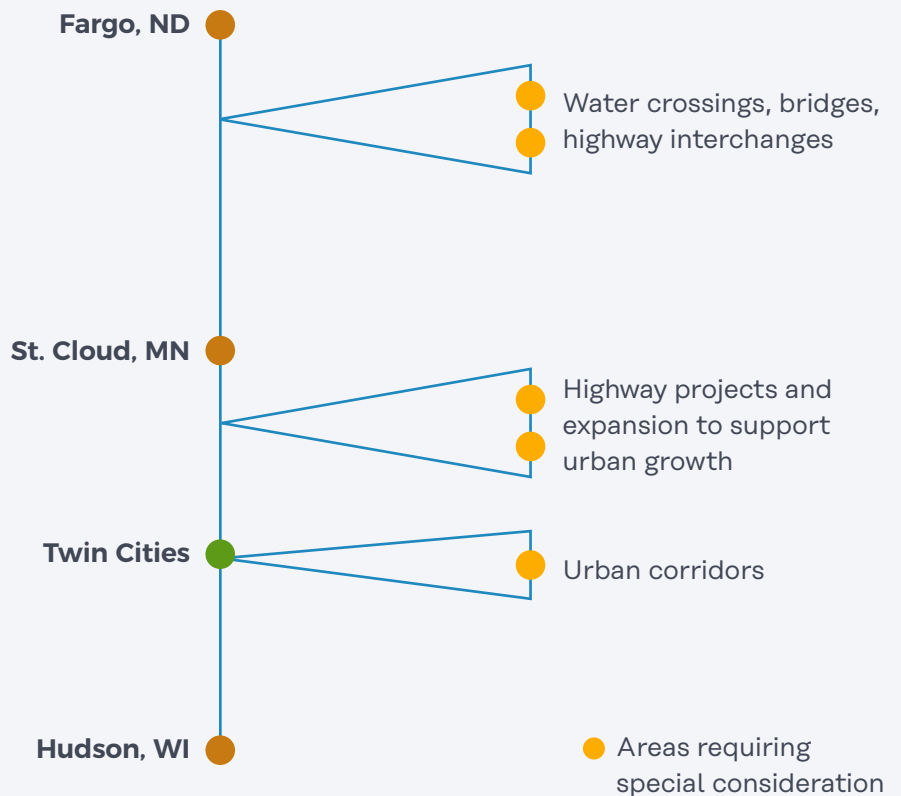 Fargo, ND
Water crossings, bridges,
highway interchanges
St. Cloud, MN
Highway projects and
expansion to support
urban growth
Twin Cities
Urban corridors
Hudson, WI
Areas requiring
special consideration